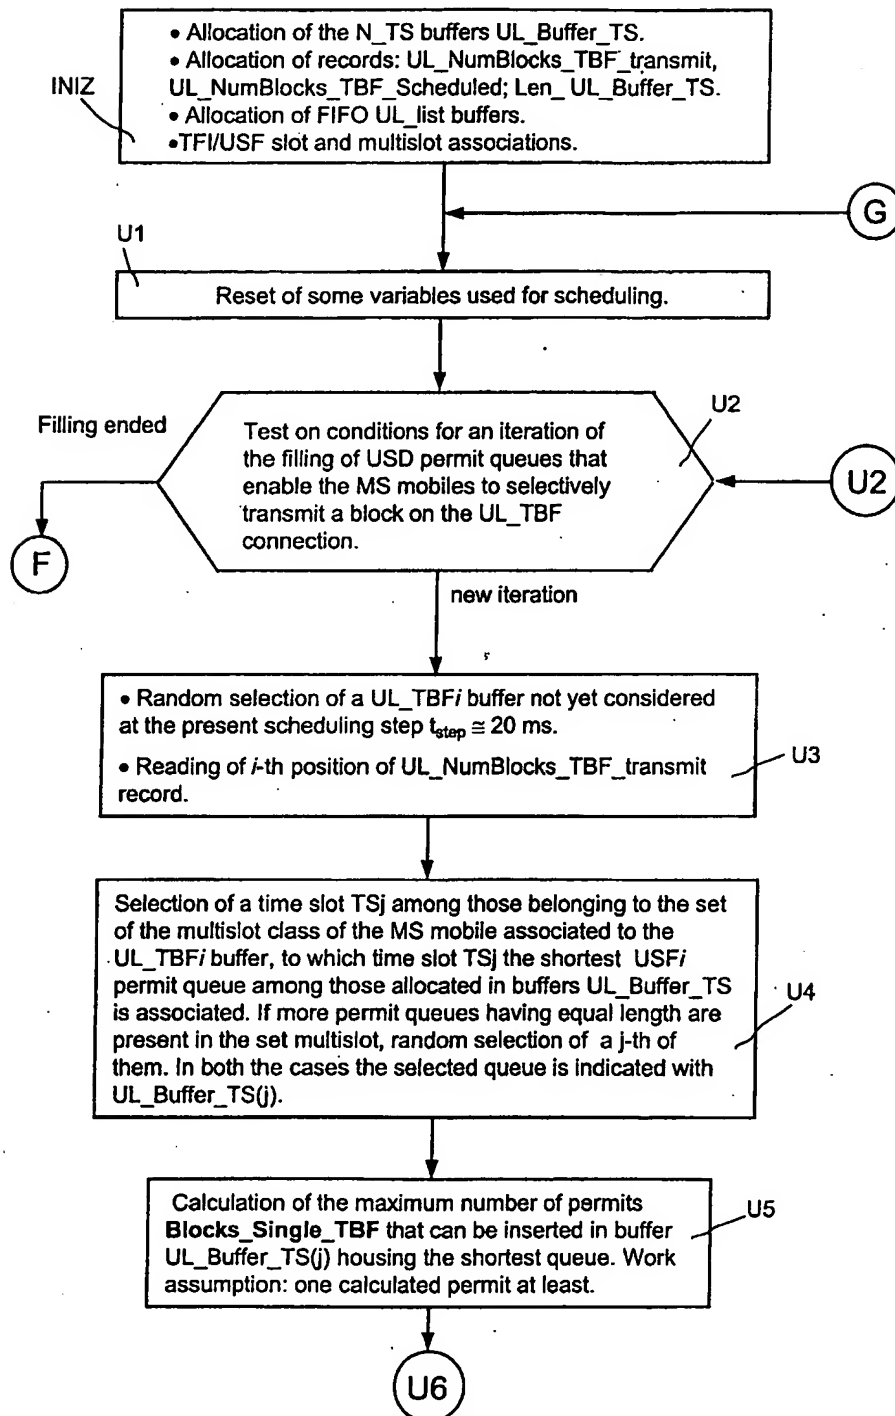 • Allocation of the N_TS buffers UL_Buffer_TS.
• Allocation of records: UL_NumBlocks_TBF_transmit,
UL_NumBlocks_TBF_Scheduled; Len_ UL_Buffer_TS.
• Allocation of FIFO UL_list buffers.
•TFI/USF slot and multislot associations.
INIZ
G
U1
Reset of some variables used for scheduling.
Filling ended
U2
Test on conditions for an iteration of
the filling of USD permit queues that
enable the MS mobiles to selectively
transmit a block on the UL_TBF
connection.
U2
F
new iteration
• Random selection of a UL_TBFi buffer not yet considered
at the present scheduling step tstep ≅ 20 ms.
• Reading of i-th position of UL_NumBlocks_TBF_transmit
record.
U3
Selection of a time slot TSj among those belonging to the set
of the multislot class of the MS mobile associated to the
UL_TBFi buffer, to which time slot TSj the shortest USFi
permit queue among those allocated in buffers UL_Buffer_TS
is associated. If more permit queues having equal length are
present in the set multislot, random selection of a j-th of
them. In both the cases the selected queue is indicated with
UL_Buffer_TS(j).
U4
Calculation of the maximum number of permits
Blocks_Single_TBF that can be inserted in buffer
UL_Buffer_TS(j) housing the shortest queue. Work
assumption: one calculated permit at least.
U5
U6